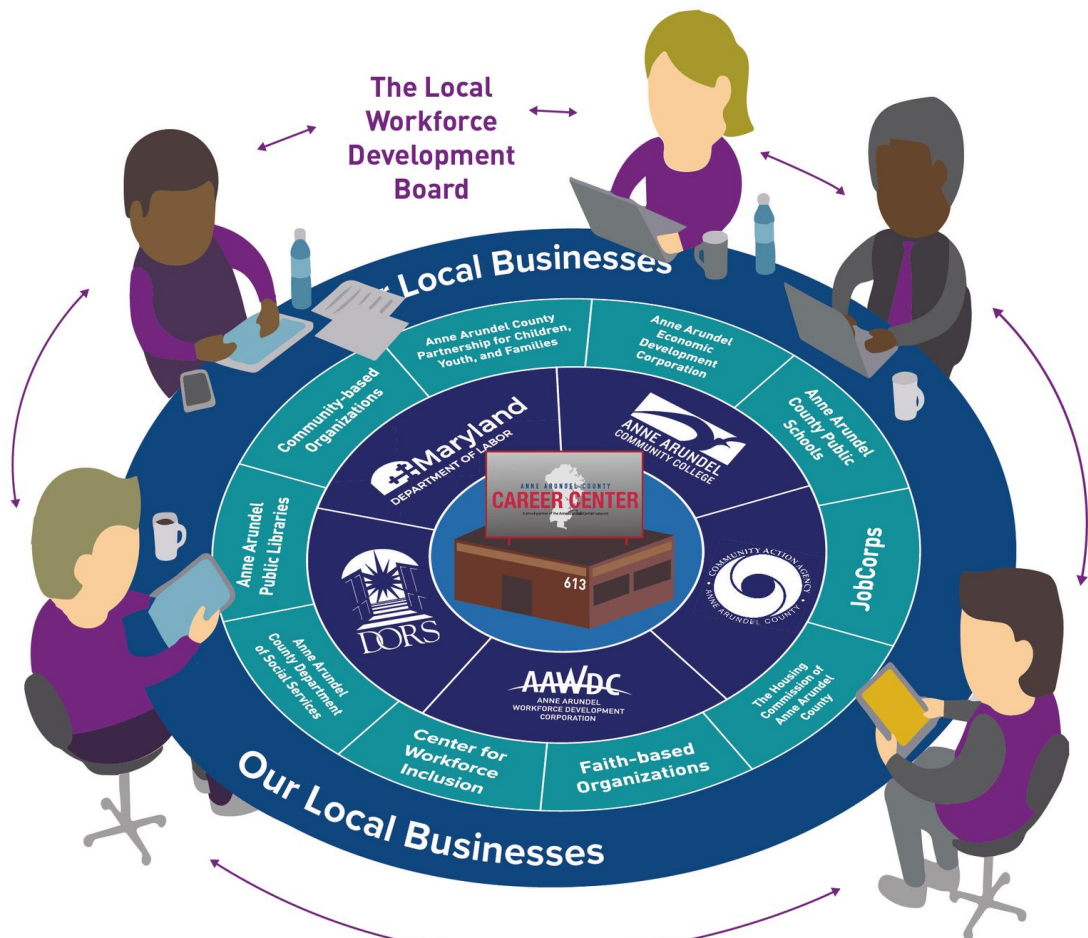 The Local
Workforce
Development
Board
Our Local Businesses
Anne Arundel County
Partnership for Children,
Youth, and Families
Anne Arundel
Economic
Development
Corporation
Anne Arundel
County Public
Schools
JobCorps
The Housing
Commission of
Anne Arundel
County
Faith-based
Organizations
Center for
Workforce
Inclusion
Anne Arundel
County Department
of Social Services
Anne Arundel
Public Libraries
Community-based
Organizations
Maryland
DEPARTMENT OF LABOR
ANNE ARUNDEL
COMMUNITY COLLEGE
• COMMUNITY ACTION AGENCY •
ANNE ARUNDEL COUNTY
AAWDC
ANNE ARUNDEL
WORKFORCE DEVELOPMENT
CORPORATION
DORS
ANNE ARUNDEL COUNTY
CAREER CENTER
613
Local Businesses